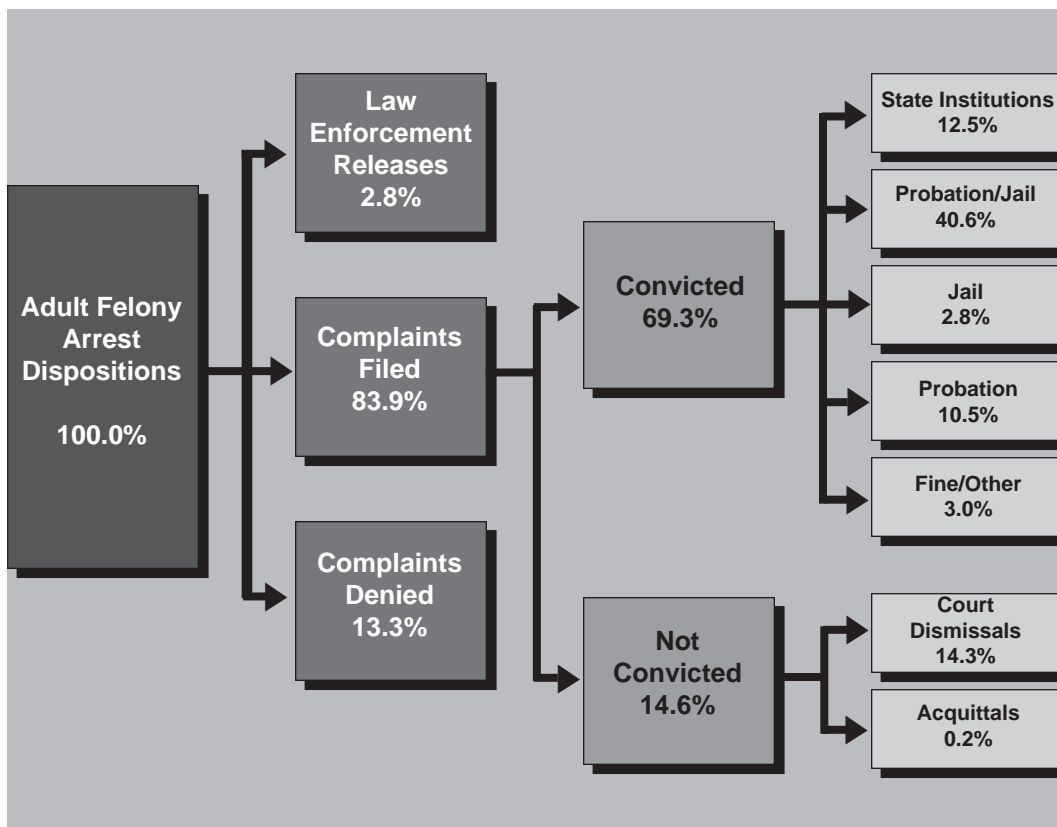 Adult Felony
Arrest
Dispositions
100.0%
Law
Enforcement
Releases
2.8%
Complaints
Filed
83.9%
Complaints
Denied
13.3%
Convicted
69.3%
Not
Convicted
14.6%
State Institutions
12.5%
Probation/Jail
40.6%
Jail
2.8%
Probation
10.5%
Fine/Other
3.0%
Court
Dismissals
14.3%
Acquittals
0.2%